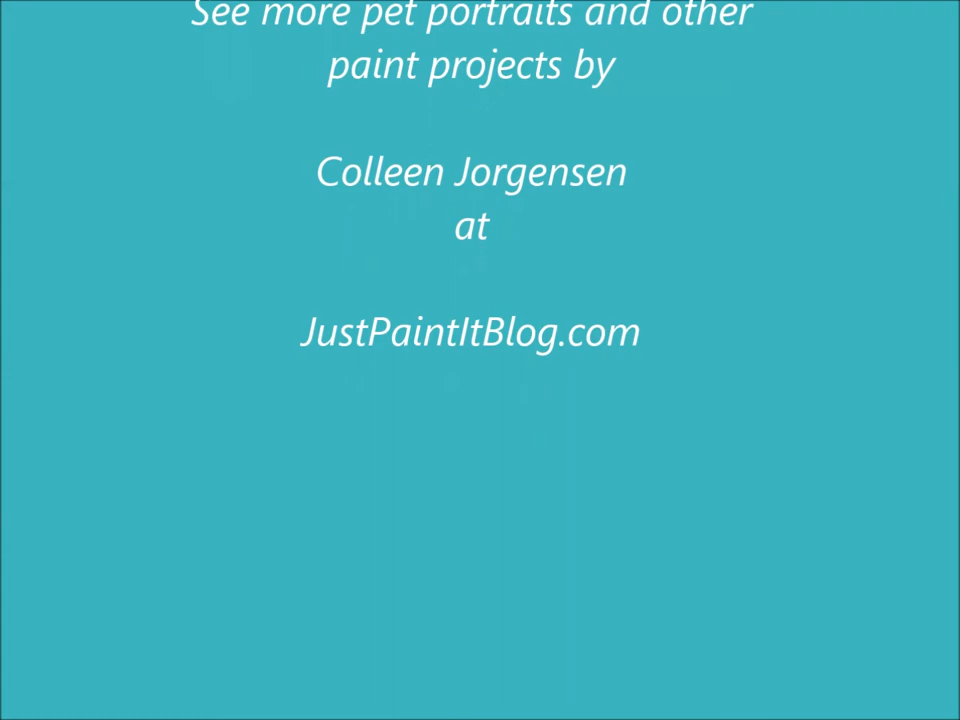 See more pet portraits and other
paint projects by
Colleen Jorgensen
at
JustPaintItBlog.com